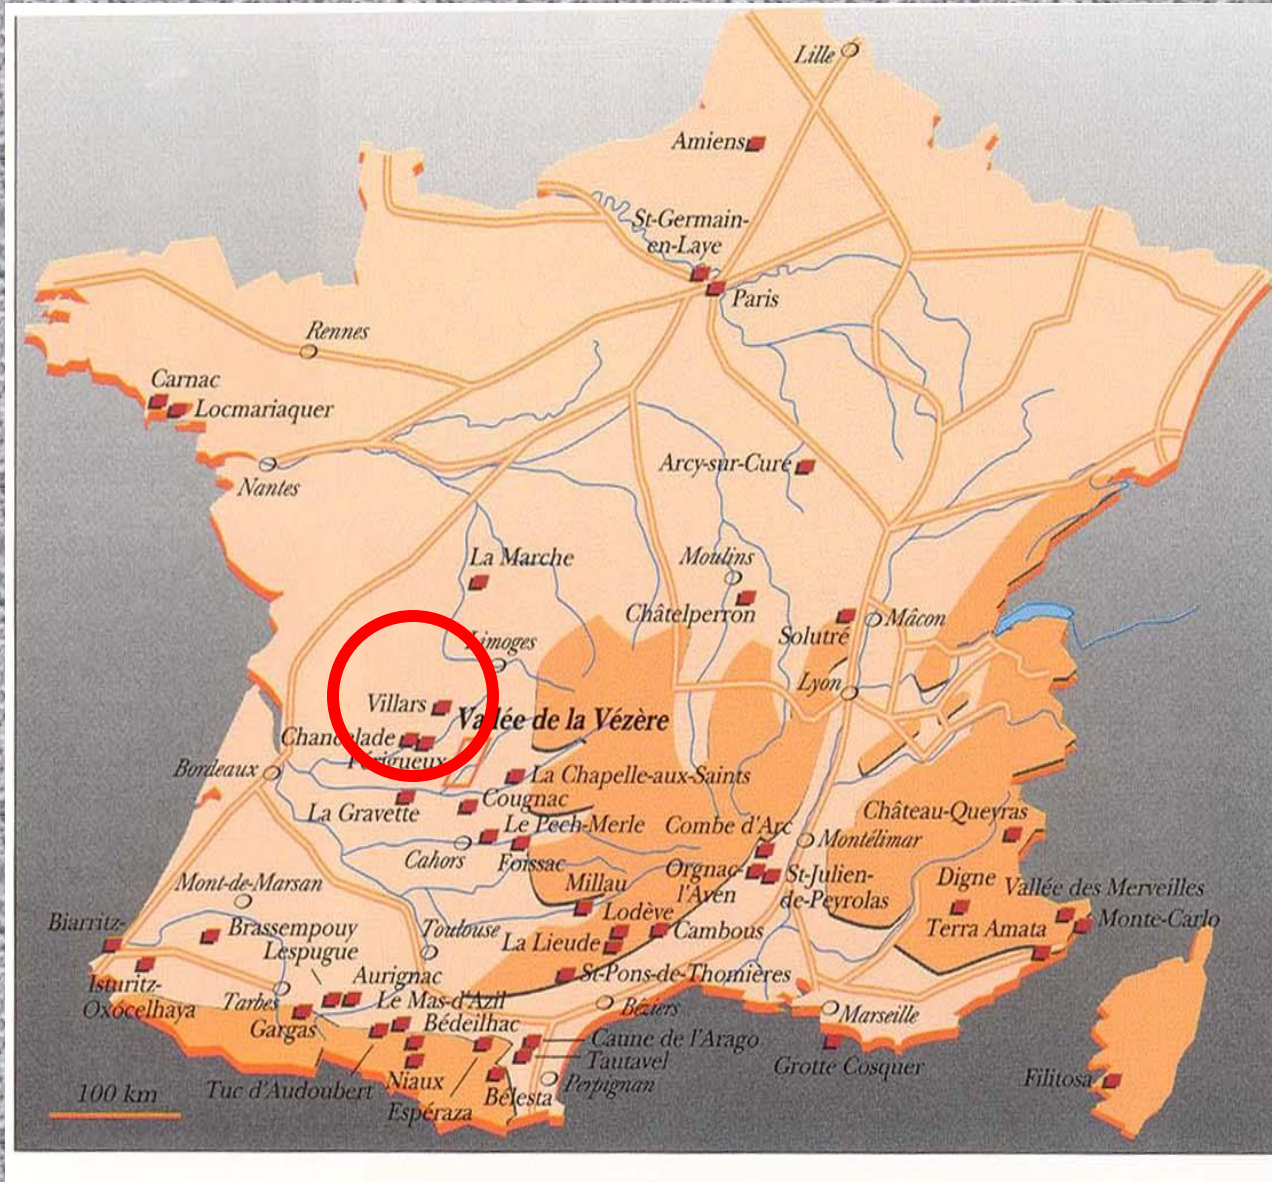 Lille
Amiens
St-Germain-
en-Laye
Paris
Rennes
Carnac
Locmariaquer
Arcy-sur-Cure
Nantes
La Marche
Moulins
Châtelperron
Mâcon
Solutré
Limoges
Lyon
Villars
Vallée de la Vézère
Chancelade
Périgueux
Bordeaux
La Chapelle-aux-Saints
La Gravette
Cougnac
Château-Queyras
Le Pech-Merle
Combe d'Arc
Montélimar
Cahors
Foissac
Orgnac-
l'Aven
St-Julien-
de-Peyrolas
Mont-de-Marsan
Millau
Digne
Vallée des Merveilles
Biarritz
Brassempouy
Toulouse
Lodève
Cambous
Terra Amata
Monte-Carlo
Lespugue
La Lieude
Aurignac
St-Pons-de-Thomières
Isturitz-
Oxocelhaya
Tarbes
Le Mas-d'Azil
Béziers
Marseille
Gargas
Bédeilhac
Caune de l'Arago
Tautavel
Grotte Cosquer
Tuc d'Audoubert
Niaux
Perpignan
Filitosa
100 km
Espéraza
Bélesta